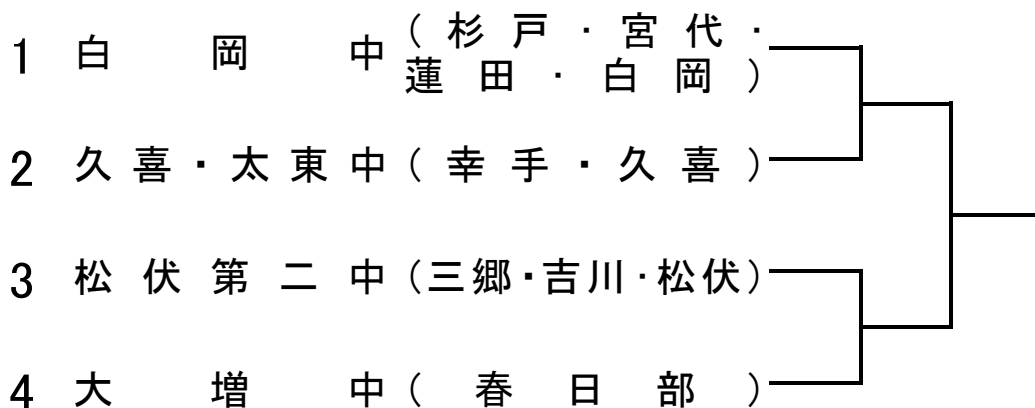 1 白岡中（杉戸・宮代・
蓮田・白岡）
2 久喜・太東中（幸手・久喜）
3 松伏第二中（三郷・吉川・松伏）
4 大増中（春日部）